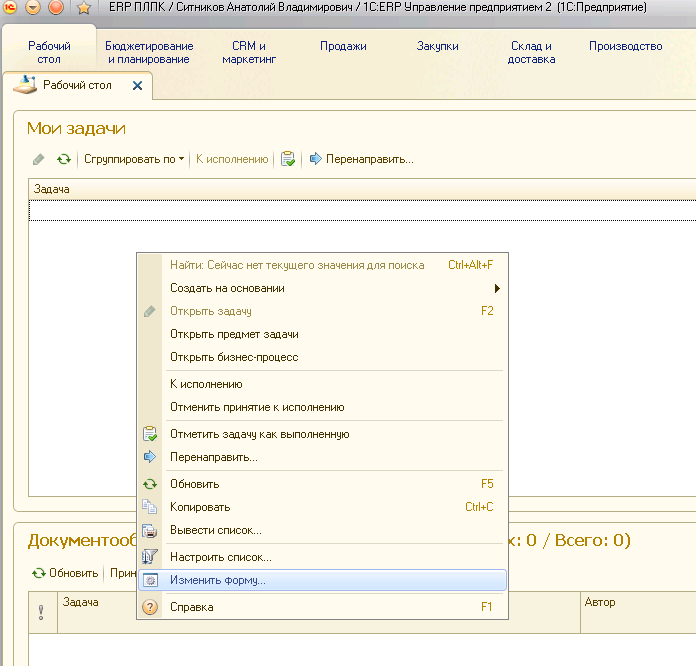 ERP ПЛПК / Ситников Анатолий Владимирович / 1С:ERP Управление предприятием 2 (1С:Предприятие)
Рабочий стол
Бюджетирование и планирование
CRM и маркетинг
Продажи
Закупки
Склад и доставка
Производство
Рабочий стол
Мои задачи
Сгруппировать по
К исполнению
Перенаправить...
Задача
Найти: Сейчас нет текущего значения для поиска Ctrl+Alt+F
Создать на основании
Открыть задачу F2
Открыть предмет задачи
Открыть бизнес-процесс
К исполнению
Отменить принятие к исполнению
Отметить задачу как выполненную
Перенаправить...
Обновить F5
Копировать Ctrl+C
Вывести список...
Настроить список...
Изменить форму...
Справка F1
Документооб х: 0 / Всего: 0)
Обновить Прин
Задача Автор